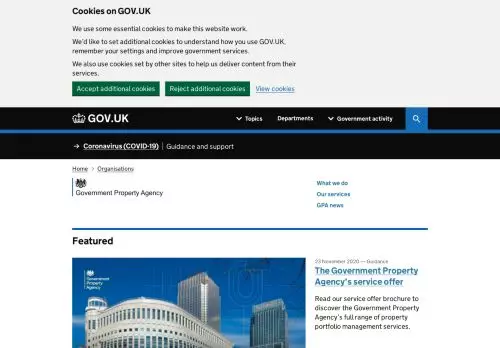 Cookies on GOV.UK
We use some essential cookies to make this website work.
We'd like to set additional cookies to understand how you use GOV.UK,
remember your settings and improve government services.
We also use cookies set by other sites to help us deliver content from their
services.
Accept additional cookies
Reject additional cookies
View cookies
GOV.UK
Topics
Departments
Government activity
→ Coronavirus (COVID-19)
Guidance and support
Home
Organisations
Government Property Agency
What we do
Our services
GPA news
Featured
Government
Property
Agency
23 November 2020 — Guidance
The Government Property
Agency's service offer
Read our service offer brochure to
discover the Government Property
Agency's full range of property
portfolio management services.